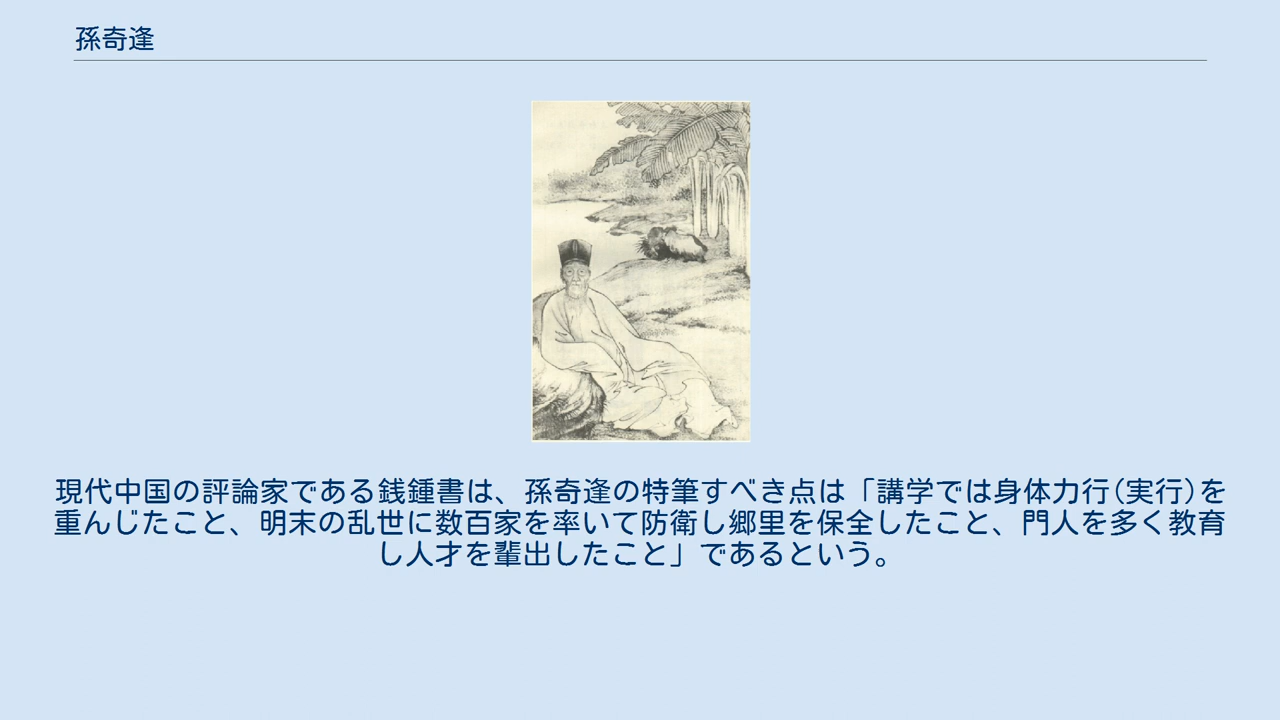 孫奇逢
現代中国の評論家である銭鍾書は、孫奇逢の特筆すべき点は「講学では身体力行(実行)を
重んじたこと、明末の乱世に数百家を率いて防衛し郷里を保全したこと、門人を多く教育
し人才を輩出したこと」であるという。